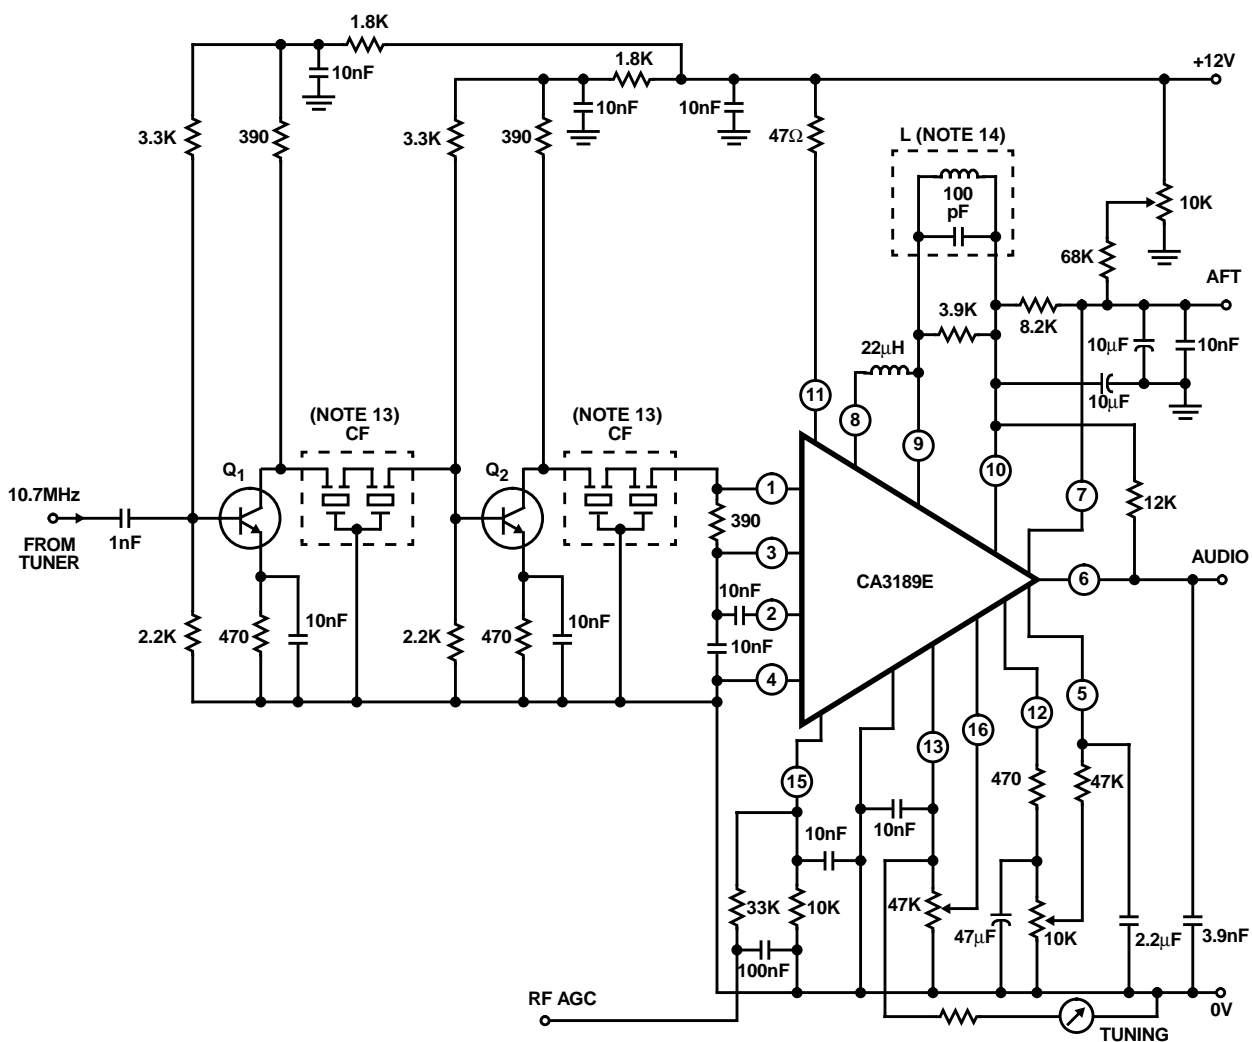 1.8K
10nF
1.8K
+12V
10nF
10nF
3.3K
390
3.3K
390
47Ω
L (NOTE 14)
100
pF
10K
68K
AFT
3.9K
8.2K
22µH
10µF
10nF
10µF
11
8
9
10
7
(NOTE 13)
CF
(NOTE 13)
CF
Q1
Q2
10.7MHz
FROM
TUNER
1nF
1
390
3
12K
AUDIO
CA3189E
6
10nF
2
10nF
4
2.2K
470
10nF
2.2K
470
10nF
5
12
16
13
15
470
47K
10nF
10nF
33K
10K
47K
47µF
10K
2.2µF
3.9nF
100nF
RF AGC
0V
TUNING